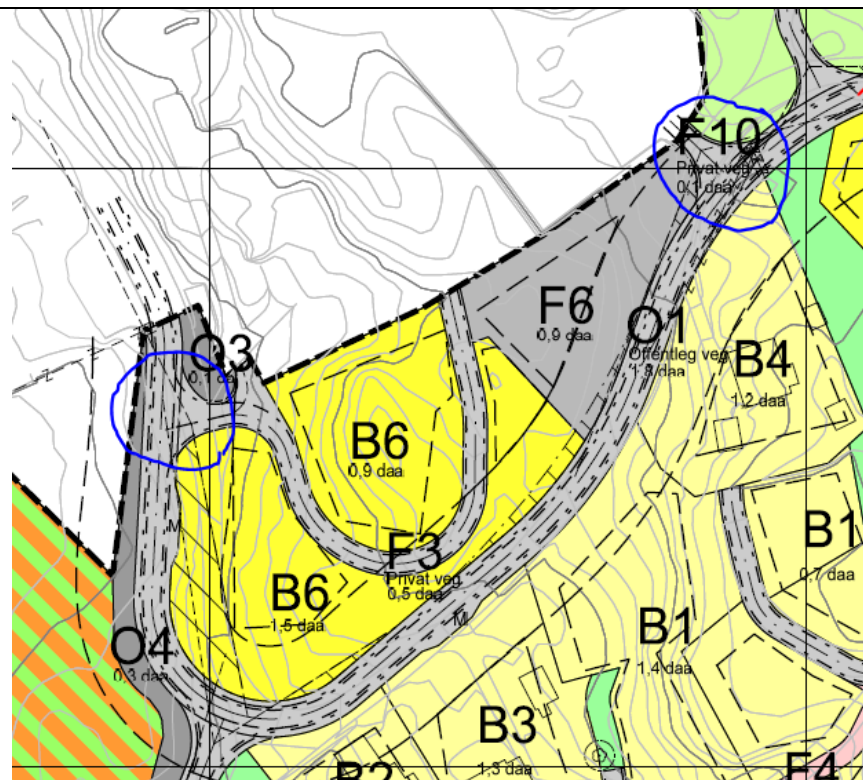 F10
Privat veg
0,1 daa
F6
0,9 daa
O1
Offentleg veg
1,8 daa
O3
0,1 daa
B4
1,2 daa
B6
0,9 daa
B1
0,7 daa
F3
Privat veg
0,5 daa
B6
1,5 daa
M
M
B1
1,4 daa
O4
0,3 daa
B3
1,3 daa
B2
F4